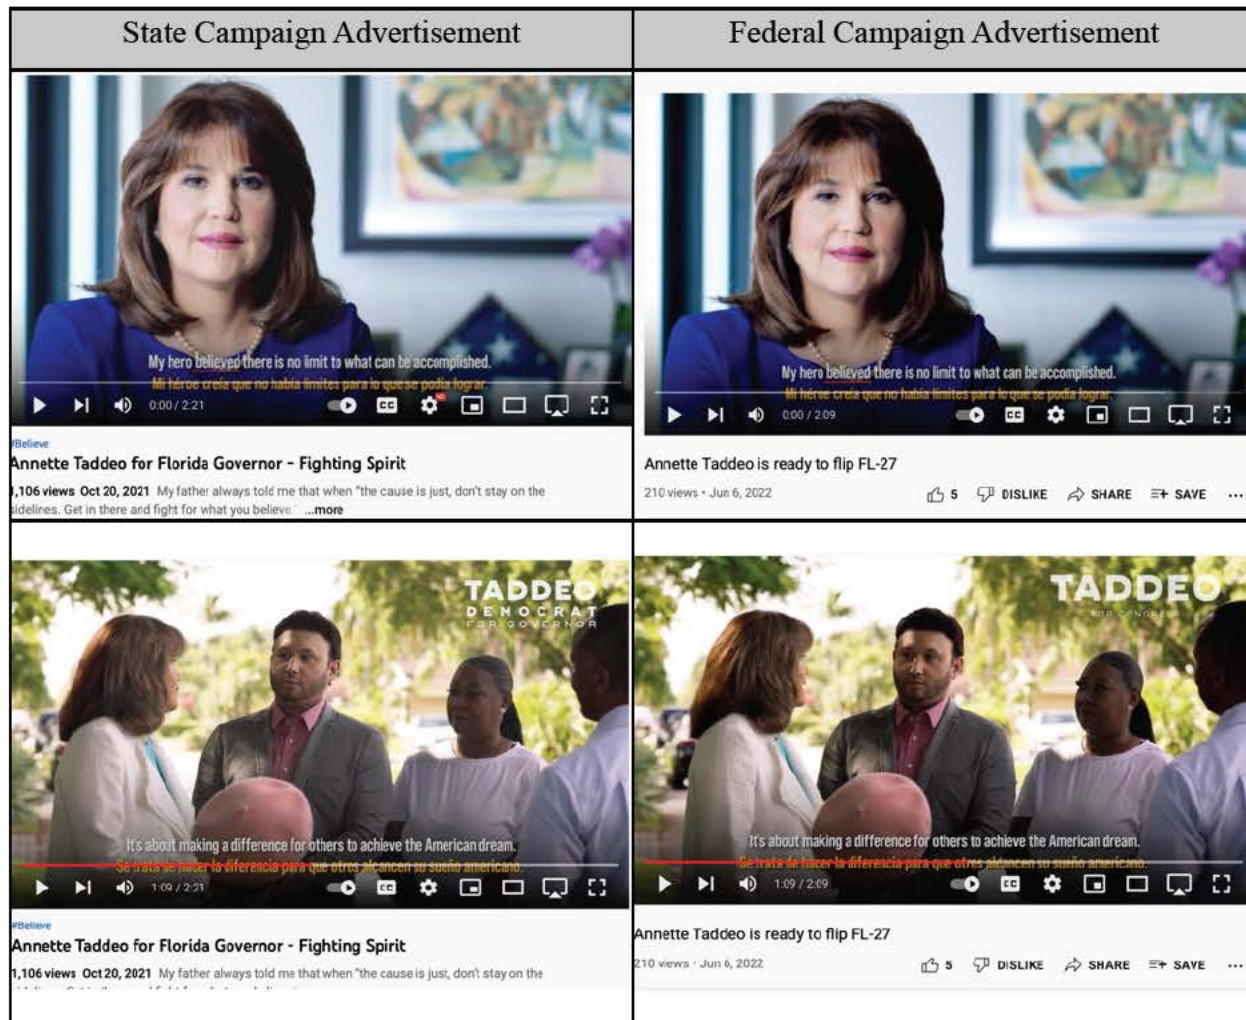 State Campaign Advertisement
Federal Campaign Advertisement
My hero believed there is no limit to what can be accomplished.
Mi héroe creía que no había límites para lo que se podía lograr.
0:00 / 2:21
CC
HD
#Believe
Annette Taddeo for Florida Governor - Fighting Spirit
1,106 views Oct 20, 2021 My father always told me that when "the cause is just, don't stay on the
sidelines. Get in there and fight for what you believe." ...more
My hero believed there is no limit to what can be accomplished.
Mi héroe creía que no había límites para lo que se podía lograr.
0:00 / 2:09
CC
Annette Taddeo is ready to flip FL-27
210 views · Jun 6, 2022
5 DISLIKE SHARE SAVE ...
TADDEO
DEMOCRAT
FOR GOVERNOR
It's about making a difference for others to achieve the American dream.
Se trata de hacer la diferencia para que otros alcancen su sueño americano.
1:09 / 2:21
CC
#Believe
Annette Taddeo for Florida Governor - Fighting Spirit
1,106 views Oct 20, 2021 My father always told me that when "the cause is just, don't stay on the
TADDEO
FOR CONGRESS
It's about making a difference for others to achieve the American dream.
Se trata de hacer la diferencia para que otros alcancen su sueño americano.
1:09 / 2:09
CC
Annette Taddeo is ready to flip FL-27
210 views · Jun 6, 2022
5 DISLIKE SHARE SAVE ...